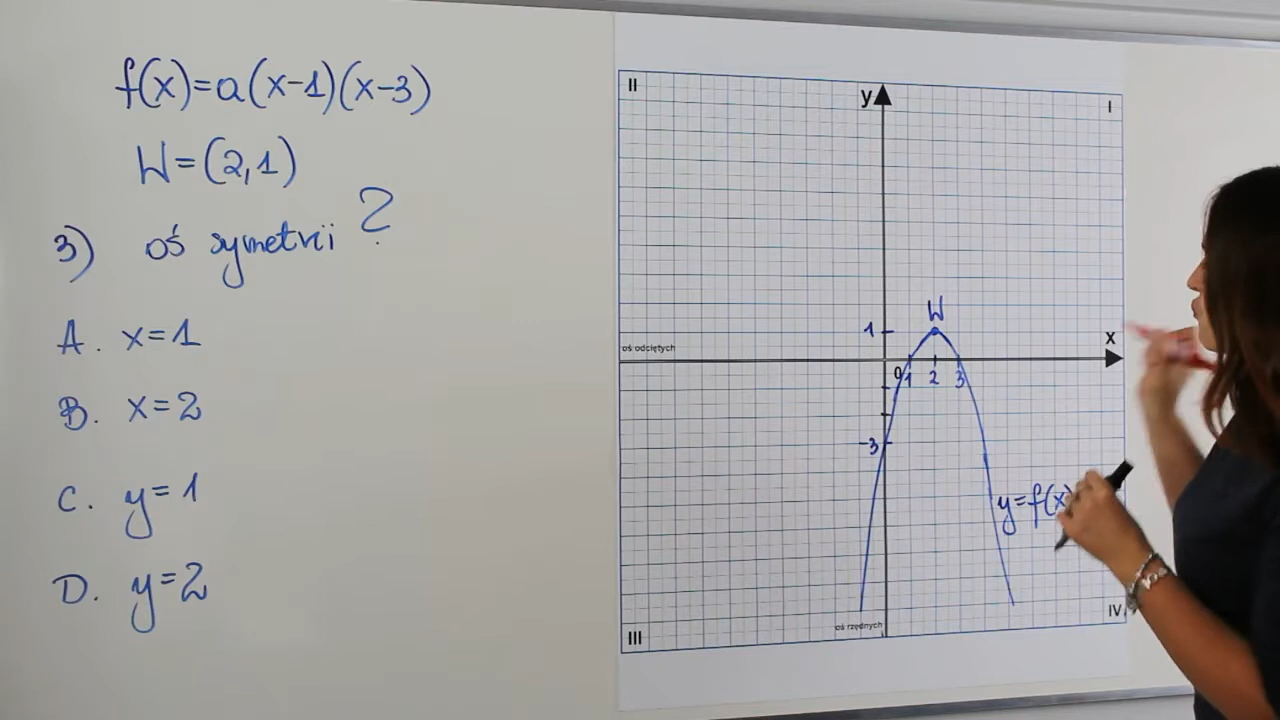 f(x)=a(x-1)(x-3)
W=(2,1)
3) oś symetrii ?
A. x=1
B. x=2
C. y=1
D. y=2
II
y
I
W
1
oś odciętych
x
0 1 2 3
-3
y=f(x)
oś rzędnych
III
IV